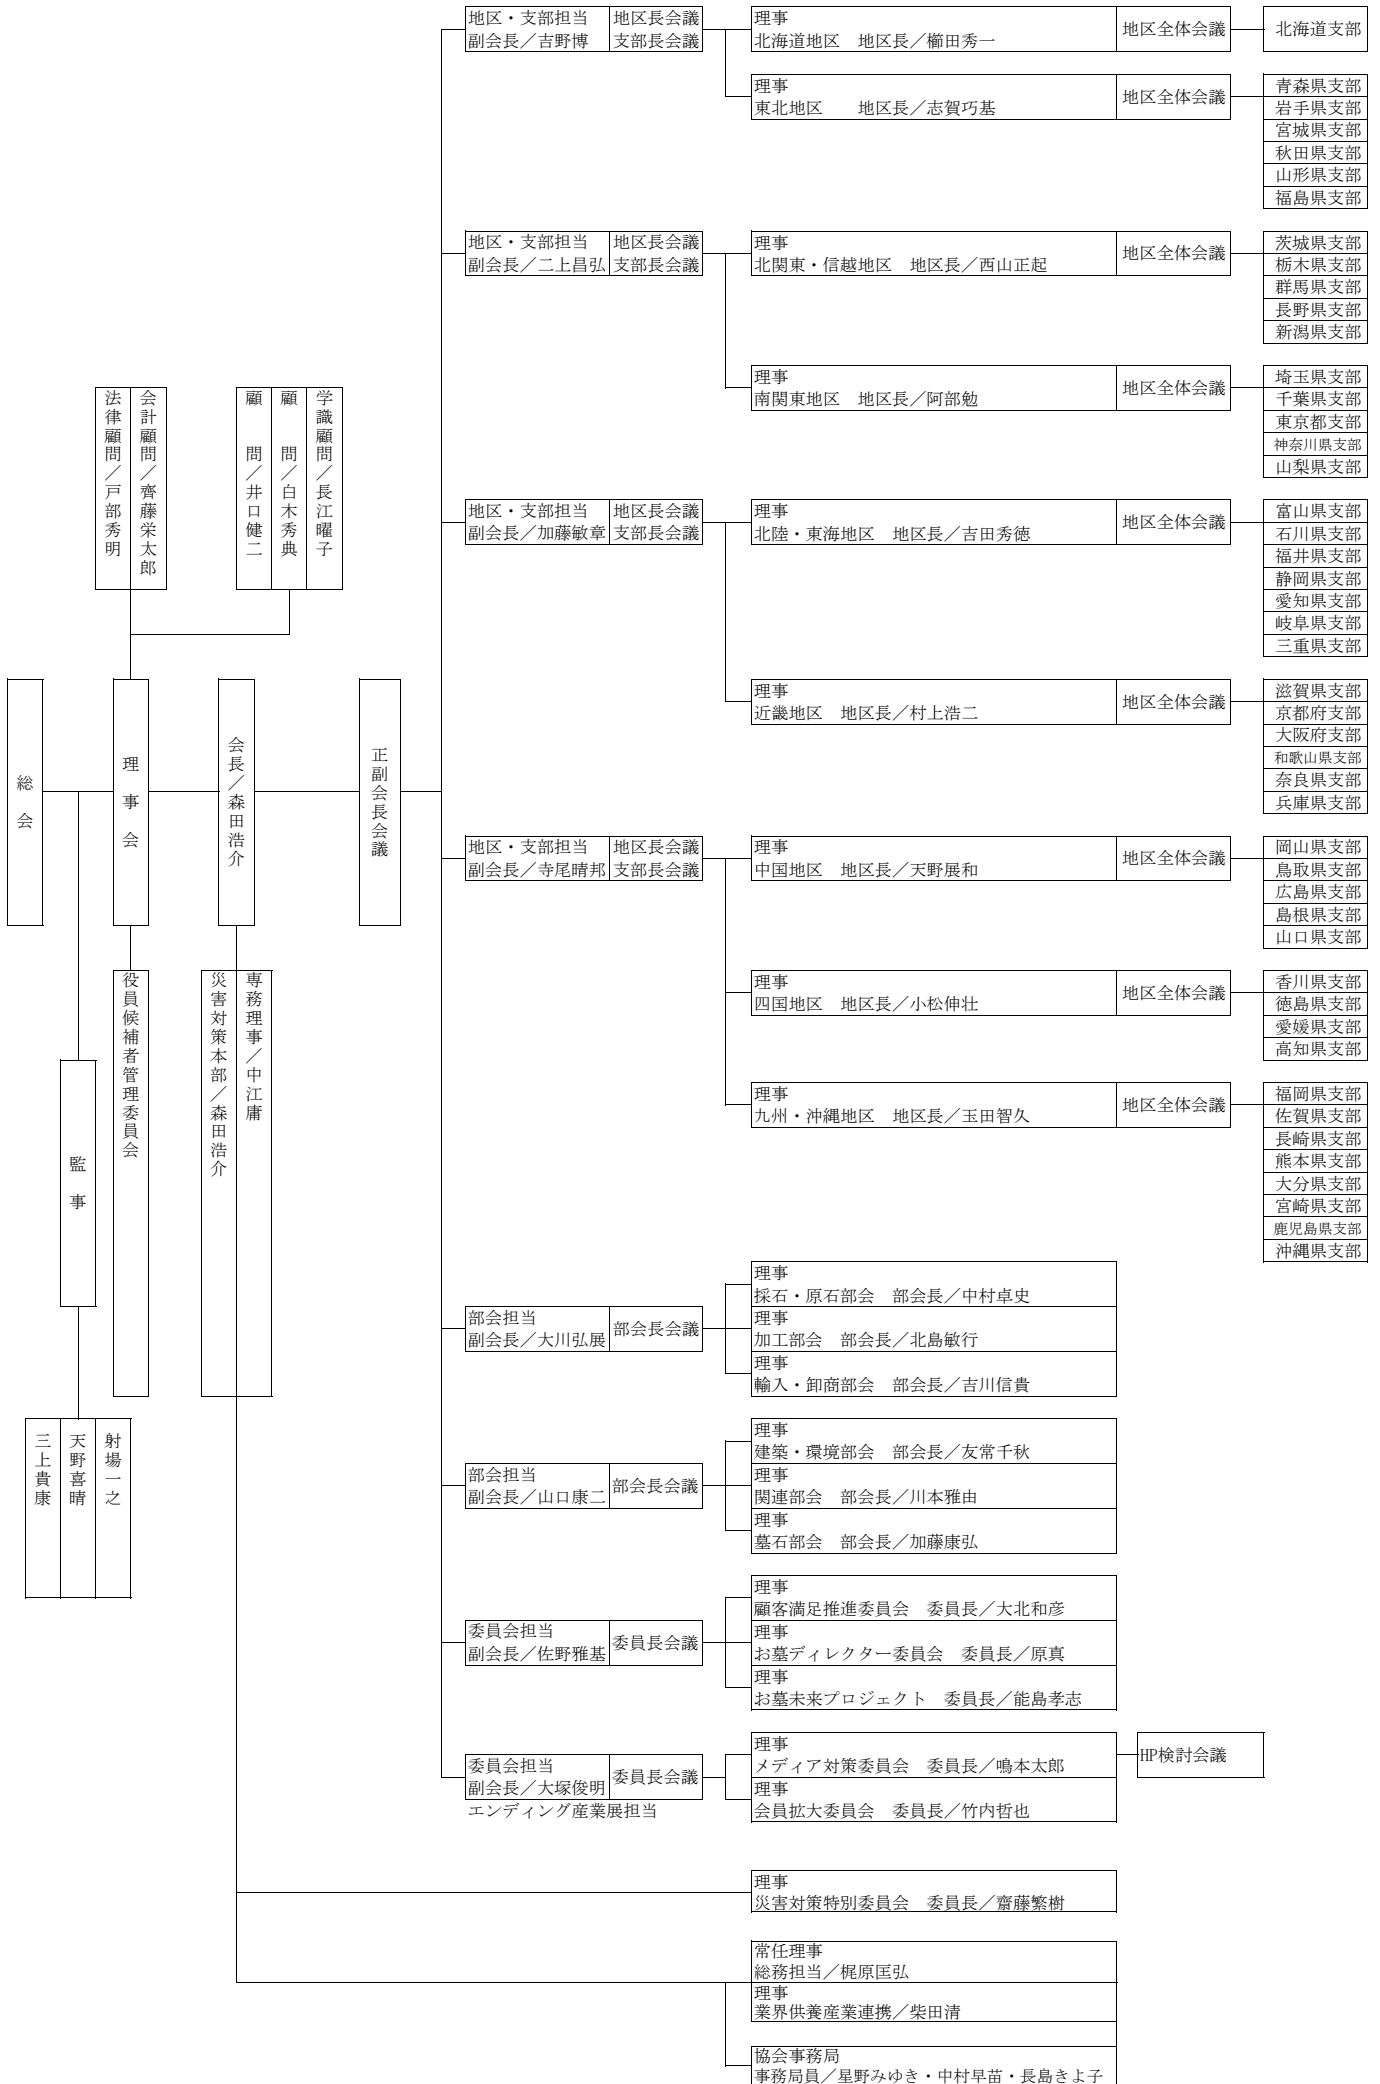 総　会
理　事　会
会長／森田浩介
正副会長会議
法律顧問／戸部秀明
会計顧問／齊藤栄太郎
顧　問／井口健二
顧　問／白木秀典
学識顧問／長江曜子
役員候補者管理委員会
災害対策本部／森田浩介
専務理事／中江庸
監　事
三上貴康
天野喜晴
射場一之
地区・支部担当
副会長／吉野博
地区長会議
支部長会議
理事
北海道地区　地区長／櫛田秀一
地区全体会議
北海道支部
理事
東北地区　　地区長／志賀巧基
地区全体会議
青森県支部
岩手県支部
宮城県支部
秋田県支部
山形県支部
福島県支部
地区・支部担当
副会長／二上昌弘
地区長会議
支部長会議
理事
北関東・信越地区　地区長／西山正起
地区全体会議
茨城県支部
栃木県支部
群馬県支部
長野県支部
新潟県支部
理事
南関東地区　地区長／阿部勉
地区全体会議
埼玉県支部
千葉県支部
東京都支部
神奈川県支部
山梨県支部
地区・支部担当
副会長／加藤敏章
地区長会議
支部長会議
理事
北陸・東海地区　地区長／吉田秀徳
地区全体会議
富山県支部
石川県支部
福井県支部
静岡県支部
愛知県支部
岐阜県支部
三重県支部
理事
近畿地区　地区長／村上浩二
地区全体会議
滋賀県支部
京都府支部
大阪府支部
和歌山県支部
奈良県支部
兵庫県支部
地区・支部担当
副会長／寺尾晴邦
地区長会議
支部長会議
理事
中国地区　地区長／天野展和
地区全体会議
岡山県支部
鳥取県支部
広島県支部
島根県支部
山口県支部
理事
四国地区　地区長／小松伸壮
地区全体会議
香川県支部
徳島県支部
愛媛県支部
高知県支部
理事
九州・沖縄地区　地区長／玉田智久
地区全体会議
福岡県支部
佐賀県支部
長崎県支部
熊本県支部
大分県支部
宮崎県支部
鹿児島県支部
沖縄県支部
部会担当
副会長／大川弘展
部会長会議
理事
採石・原石部会　部会長／中村卓史
理事
加工部会　部会長／北島敏行
理事
輸入・卸商部会　部会長／吉川信貴
部会担当
副会長／山口康二
部会長会議
理事
建築・環境部会　部会長／友常千秋
理事
関連部会　部会長／川本雅由
理事
墓石部会　部会長／加藤康弘
委員会担当
副会長／佐野雅基
委員長会議
理事
顧客満足推進委員会　委員長／大北和彦
理事
お墓ディレクター委員会　委員長／原真
理事
お墓未来プロジェクト　委員長／能島孝志
委員会担当
副会長／大塚俊明
委員長会議
エンディング産業展担当
理事
メディア対策委員会　委員長／鳴本太郎
HP検討会議
理事
会員拡大委員会　委員長／竹内哲也
理事
災害対策特別委員会　委員長／齋藤繁樹
常任理事
総務担当／梶原匡弘
理事
業界供養産業連携／柴田清
協会事務局
事務局員／星野みゆき・中村早苗・長島きよ子